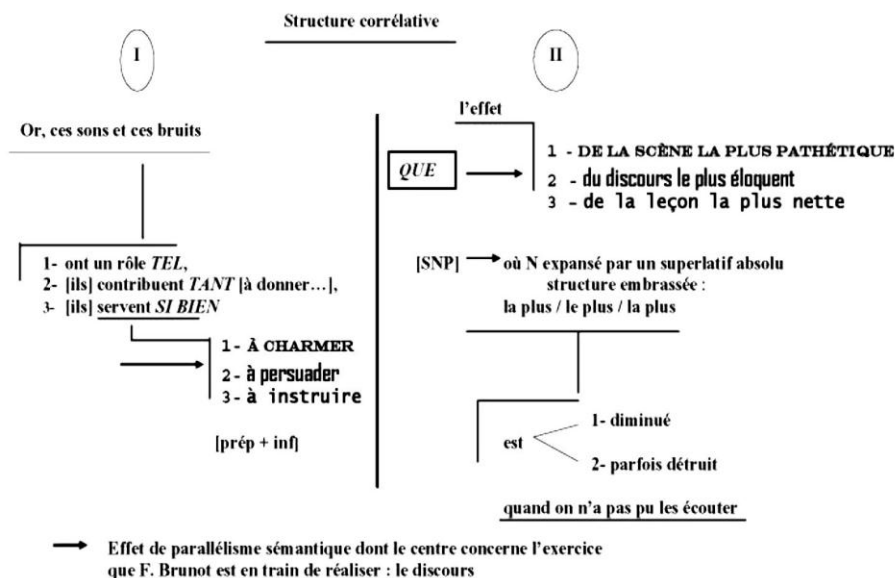 Structure corrélative
I
Or, ces sons et ces bruits
1- ont un rôle TEL,
2- [ils] contribuent TANT [à donner…],
3- [ils] servent SI BIEN
1- À CHARMER
2- à persuader
3- à instruire
[prép + inf]
II
l'effet
QUE
1 - DE LA SCÈNE LA PLUS PATHÉTIQUE
2 - du discours le plus éloquent
3 - de la leçon la plus nette
[SNP] où N expansé par un superlatif absolu
structure embrassée :
la plus / le plus / la plus
est
1- diminué
2- parfois détruit
quand on n'a pas pu les écouter
Effet de parallélisme sémantique dont le centre concerne l'exercice
que F. Brunot est en train de réaliser : le discours